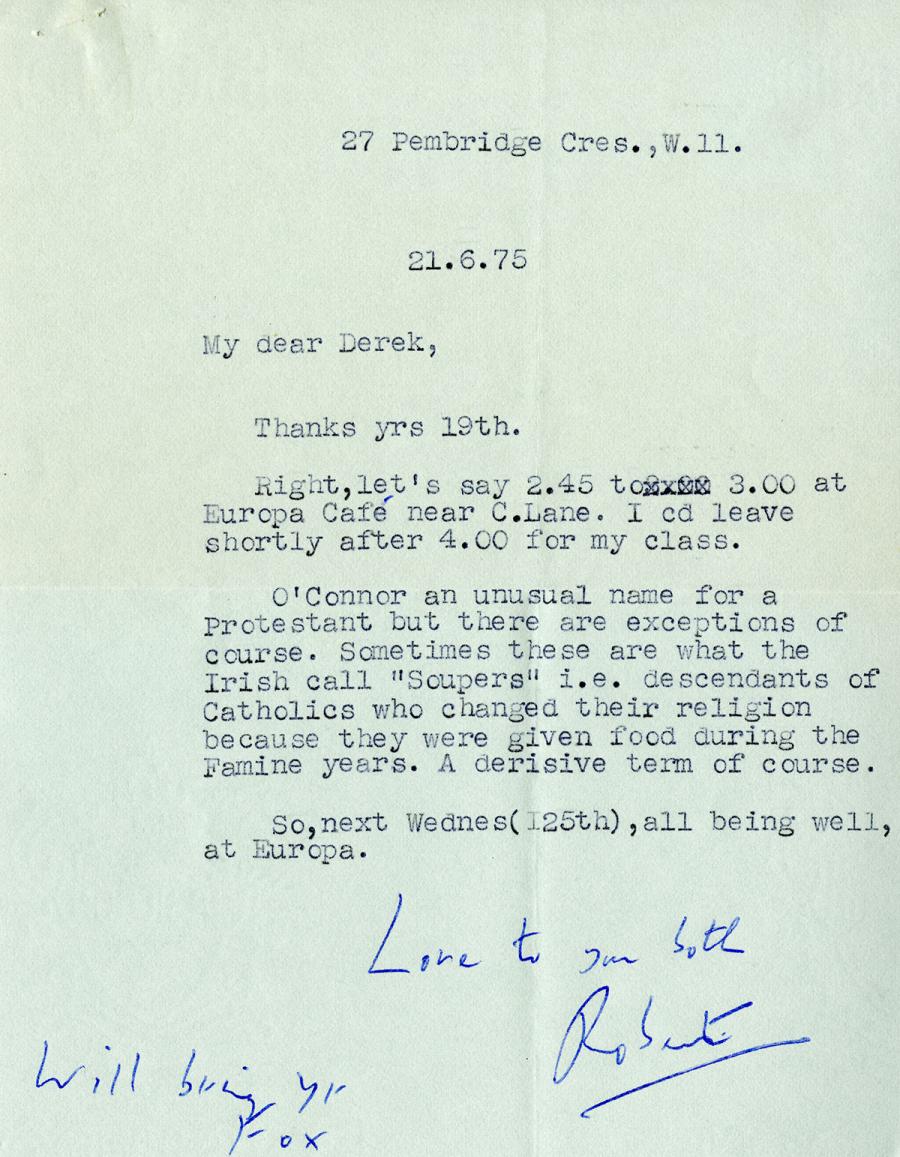 27 Pembridge Cres.,W.11.
21.6.75
My dear Derek,
Thanks yrs 19th.
Right,let's say 2.45 to 3.00 at
Europa Café near C.Lane. I cd leave
shortly after 4.00 for my class.
O'Connor an unusual name for a
Protestant but there are exceptions of
course. Sometimes these are what the
Irish call "Soupers" i.e. descendants of
Catholics who changed their religion
because they were given food during the
Famine years. A derisive term of course.
So,next Wednes(I25th),all being well,
at Europa.
Love to you both
Robert
Will bring yr
Fox